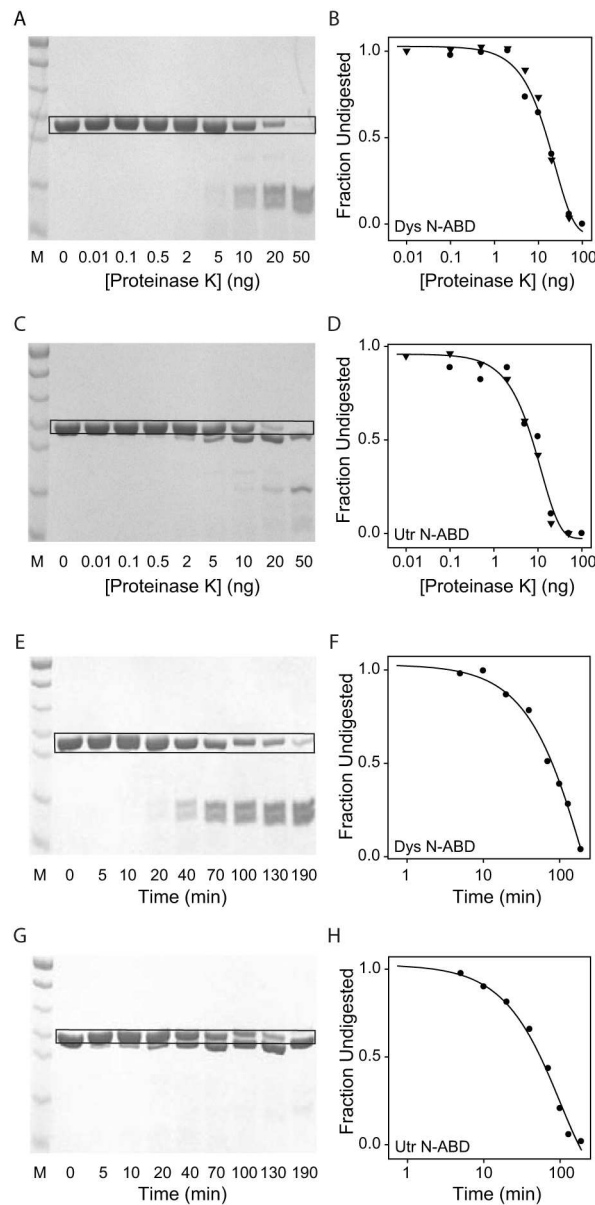 A
M 0 0.01 0.1 0.5 2 5 10 20 50
[Proteinase K] (ng)
B
Fraction Undigested
1.0
0.5
0.0
Dys N-ABD
0.01 0.1 1 10 100
[Proteinase K] (ng)
C
M 0 0.01 0.1 0.5 2 5 10 20 50
[Proteinase K] (ng)
D
Fraction Undigested
1.0
0.5
0.0
Utr N-ABD
0.01 0.1 1 10 100
[Proteinase K] (ng)
E
M 0 5 10 20 40 70 100 130 190
Time (min)
F
Fraction Undigested
1.0
0.5
0.0
Dys N-ABD
1 10 100
Time (min)
G
M 0 5 10 20 40 70 100 130 190
Time (min)
H
Fraction Undigested
1.0
0.5
0.0
Utr N-ABD
1 10 100
Time (min)